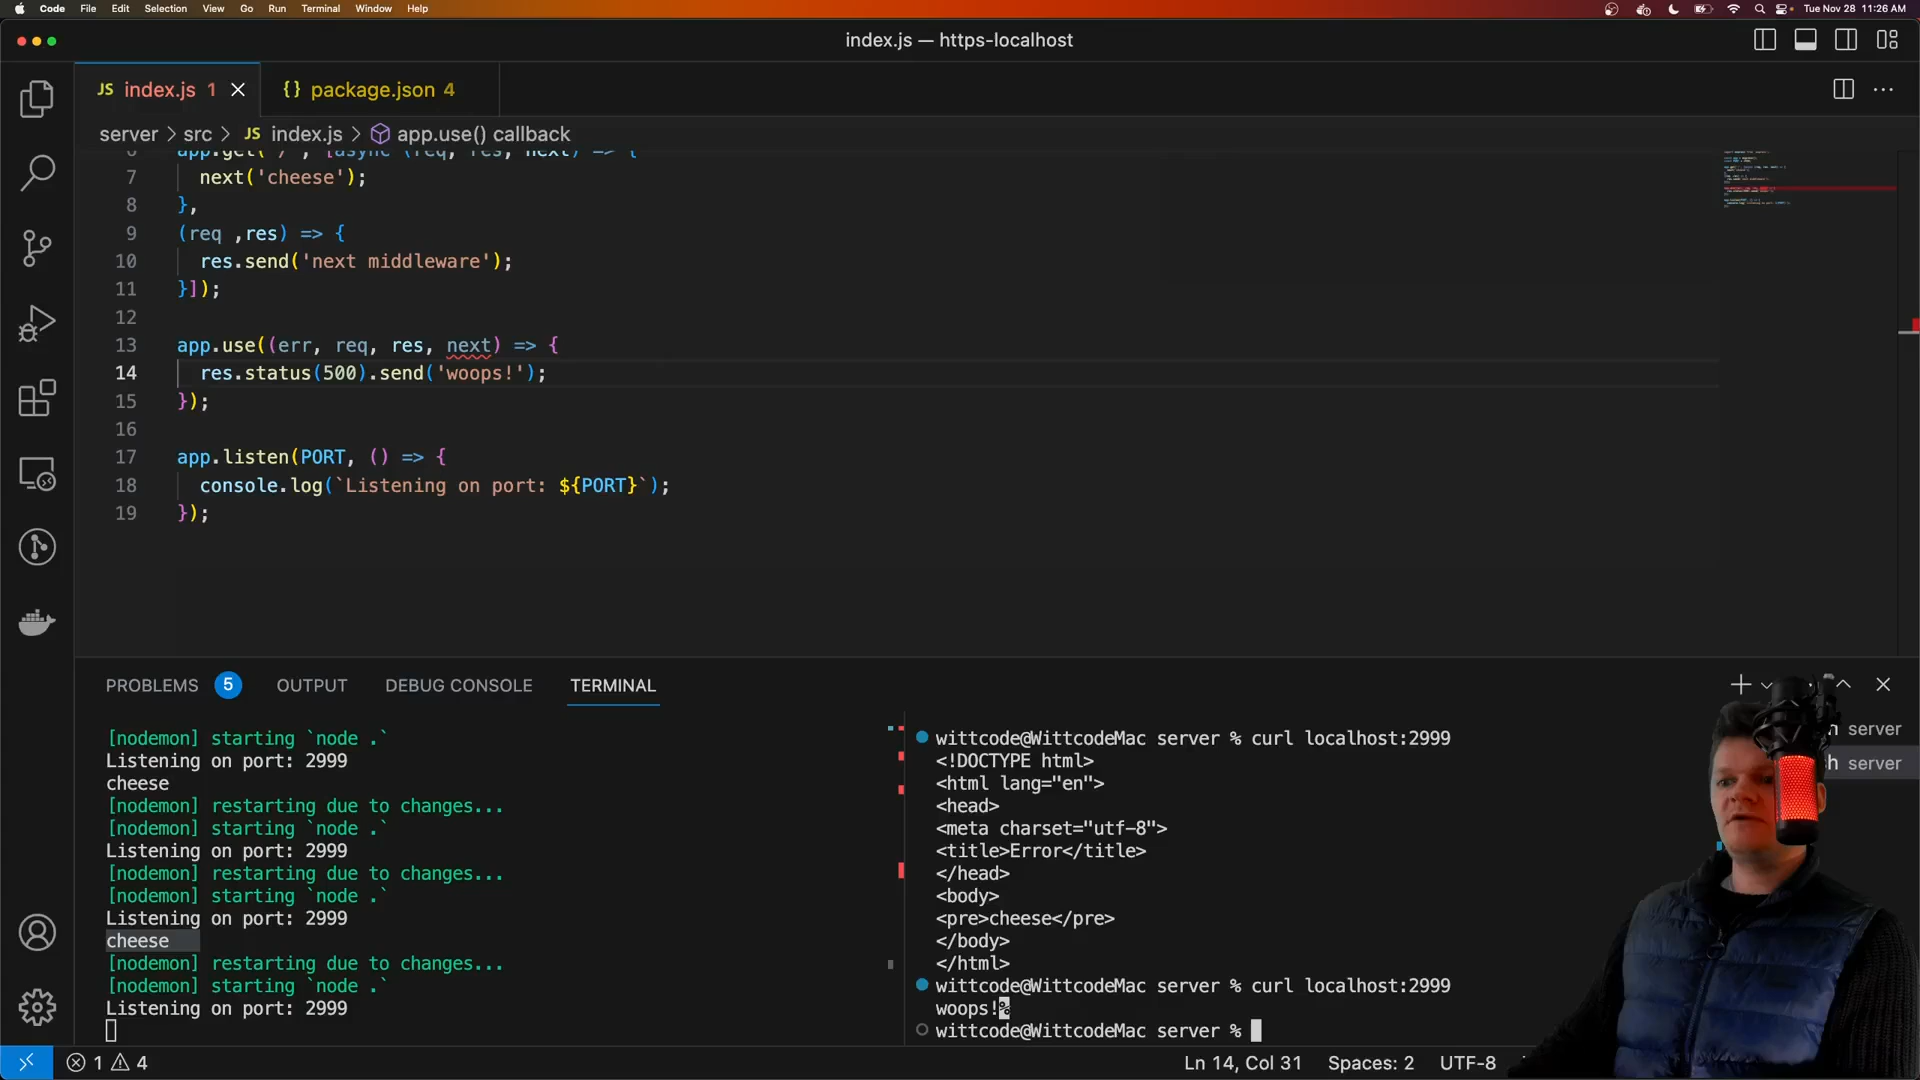 Code File Edit Selection View Go Run Terminal Window Help
Tue Nov 28 11:26 AM
index.js — https-localhost
JS index.js 1
{} package.json 4
server > src > JS index.js > app.use() callback
6 app.get('/', [async (req, res, next) => {
7 next('cheese');
8 },
9 (req ,res) => {
10 res.send('next middleware');
11 }]);
12
13 app.use((err, req, res, next) => {
14 res.status(500).send('woops!');
15 });
16
17 app.listen(PORT, () => {
18 console.log(`Listening on port: ${PORT}`);
19 });
PROBLEMS 5 OUTPUT DEBUG CONSOLE TERMINAL
[nodemon] starting `node .`
Listening on port: 2999
cheese
[nodemon] restarting due to changes...
[nodemon] starting `node .`
Listening on port: 2999
[nodemon] restarting due to changes...
[nodemon] starting `node .`
Listening on port: 2999
cheese
[nodemon] restarting due to changes...
[nodemon] starting `node .`
Listening on port: 2999
wittcode@WittcodeMac server % curl localhost:2999
<!DOCTYPE html>
<html lang="en">
<head>
<meta charset="utf-8">
<title>Error</title>
</head>
<body>
<pre>cheese</pre>
</body>
</html>
wittcode@WittcodeMac server % curl localhost:2999
woops!%
wittcode@WittcodeMac server %
server
server
1 4
Ln 14, Col 31 Spaces: 2 UTF-8